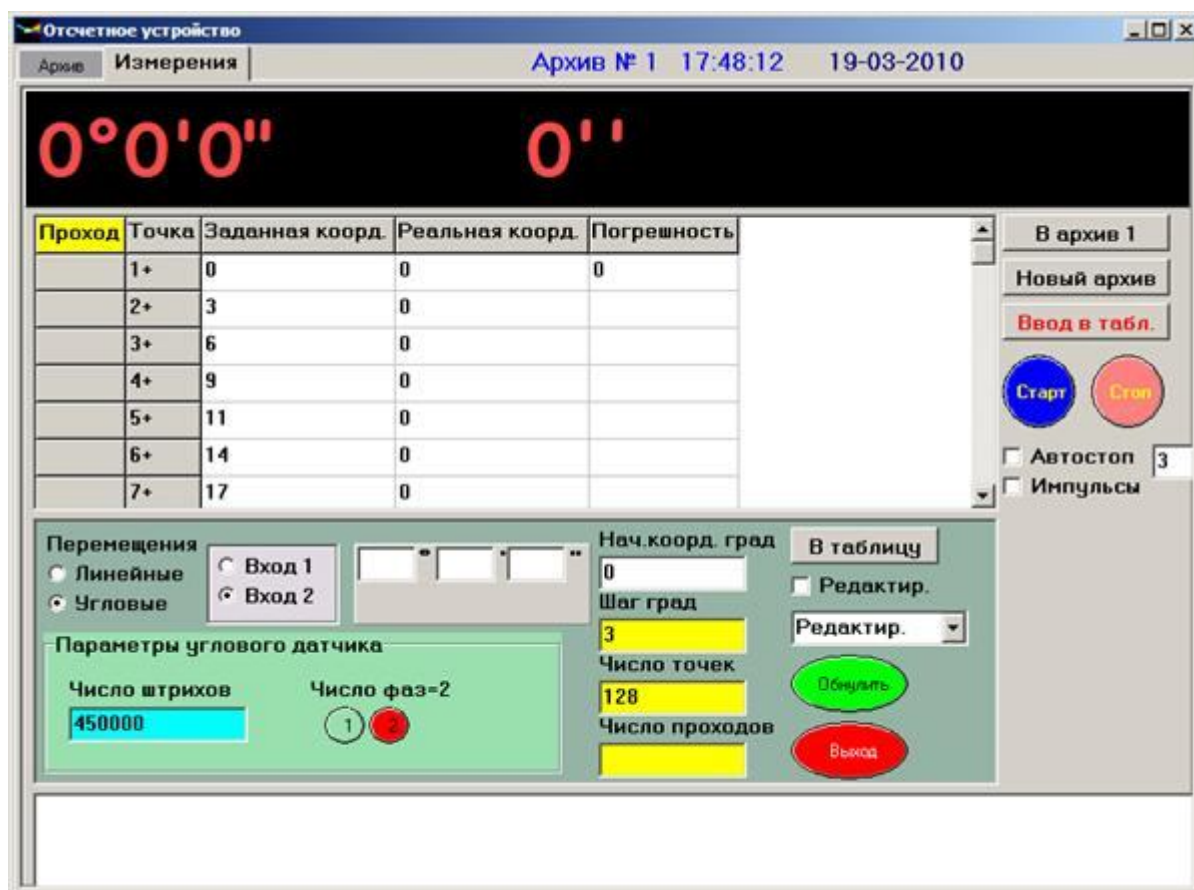 Отсчетное устройство
Архив Измерения Архив № 1 17:48:12 19-03-2010
0°0'0" 0''
Проход Точка Заданная коорд. Реальная коорд. Погрешность
1+ 0 0 0
2+ 3 0
3+ 6 0
4+ 9 0
5+ 11 0
6+ 14 0
7+ 17 0
В архив 1
Новый архив
Ввод в табл.
Старт Стоп
Автостоп 3
Импульсы
Перемещения
Линейные
Угловые
Вход 1
Вход 2
° ' "
Параметры углового датчика
Число штрихов Число фаз=2
450000 1 2
Нач.коорд. град
0
Шаг град
3
Число точек
128
Число проходов
В таблицу
Редактир.
Редактир.
Обнулить
Выход